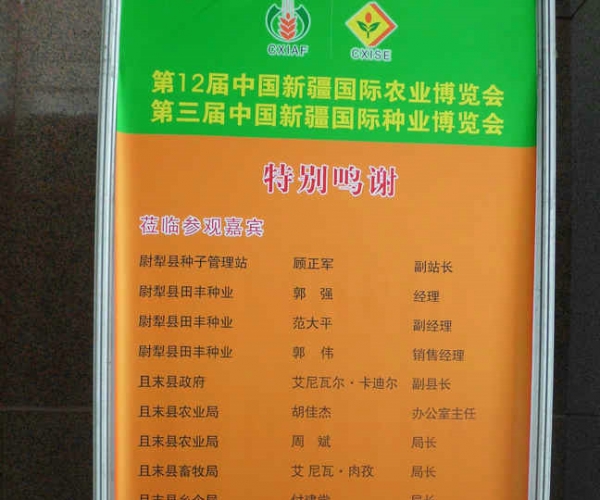 CXIAF CXISE
第12届中国新疆国际农业博览会
第三届中国新疆国际种业博览会
特别鸣谢
莅临参观嘉宾
尉犁县种子管理站 顾正军 副站长
尉犁县田丰种业 郭 强 经理
尉犁县田丰种业 范大平 副经理
尉犁县田丰种业 郭 伟 销售经理
且末县政府 艾尼瓦尔·卡迪尔 副县长
且末县农业局 胡佳杰 办公室主任
且末县农业局 周 斌 局长
且末县畜牧局 艾 尼瓦·肉孜 局长